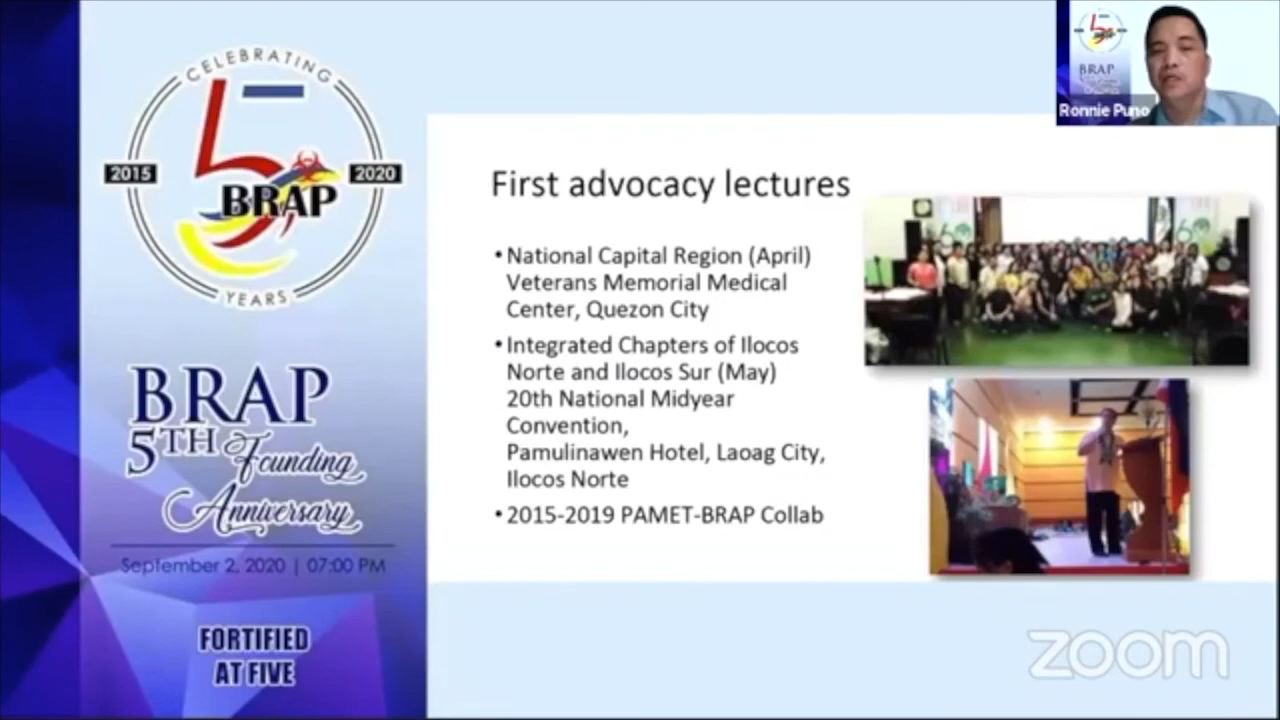 CELEBRATING
5
2015
BRAP
2020
YEARS
BRAP
5TH Founding
Anniversary
September 2, 2020 | 07:00 PM
FORTIFIED
AT FIVE
First advocacy lectures
• National Capital Region (April)
Veterans Memorial Medical
Center, Quezon City
• Integrated Chapters of Ilocos
Norte and Ilocos Sur (May)
20th National Midyear
Convention,
Pamulinawen Hotel, Laoag City,
Ilocos Norte
• 2015-2019 PAMET-BRAP Collab
BRAP
Ronnie Puno
60
zoom